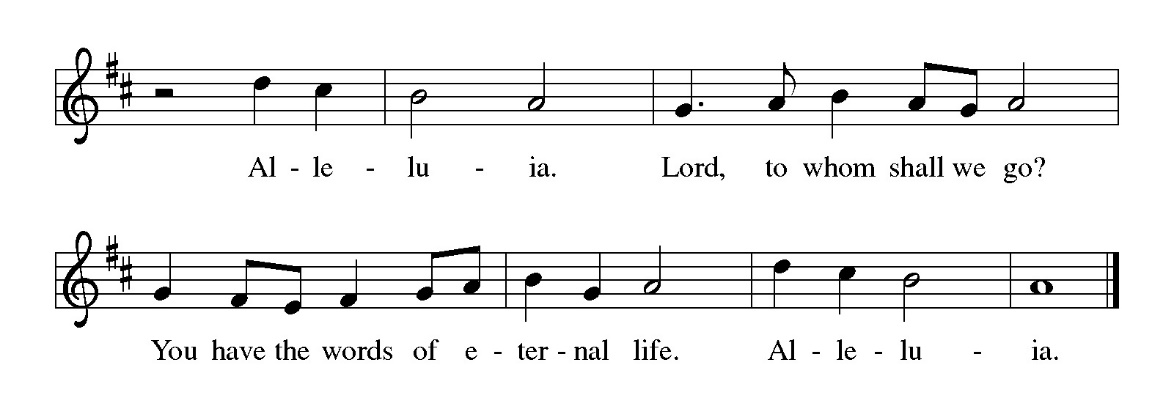 Al - le - lu - ia. Lord, to whom shall we go?
You have the words of e - ter - nal life. Al - le - lu - ia.